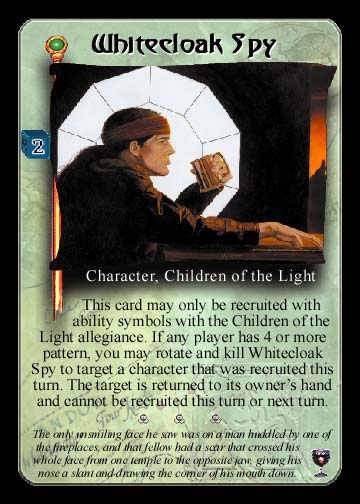 Whitecloak Spy
2
Character, Children of the Light
This card may only be recruited with
ability symbols with the Children of the
Light allegiance. If any player has 4 or more
pattern, you may rotate and kill Whitecloak
Spy to target a character that was recruited this
turn. The target is returned to its owner's hand
and cannot be recruited this turn or next turn.
The only unsmiling face he saw was on a man huddled by one of
the fireplaces, and that fellow had a scar that crossed his
whole face from one temple to the opposite jaw, giving his
nose a slant and drawing the corner of his mouth down.